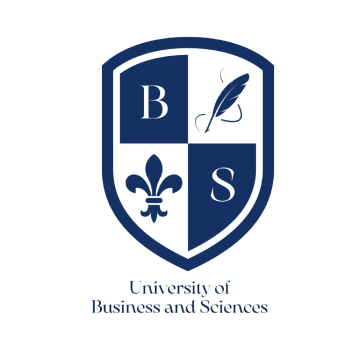 B
S
University of
Business and Sciences